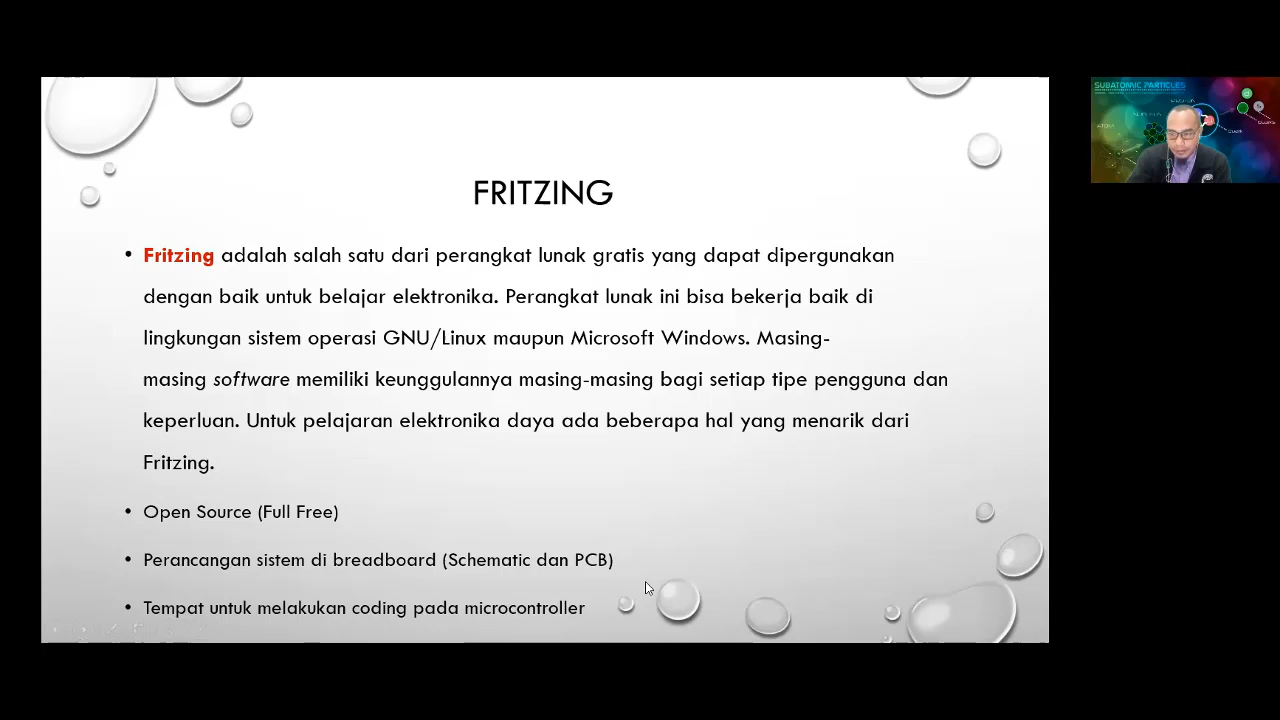 SUBATOMIC PARTICLES
FRITZING
• Fritzing adalah salah satu dari perangkat lunak gratis yang dapat dipergunakan
dengan baik untuk belajar elektronika. Perangkat lunak ini bisa bekerja baik di
lingkungan sistem operasi GNU/Linux maupun Microsoft Windows. Masing-
masing software memiliki keunggulannya masing-masing bagi setiap tipe pengguna dan
keperluan. Untuk pelajaran elektronika daya ada beberapa hal yang menarik dari
Fritzing.
• Open Source (Full Free)
• Perancangan sistem di breadboard (Schematic dan PCB)
• Tempat untuk melakukan coding pada microcontroller